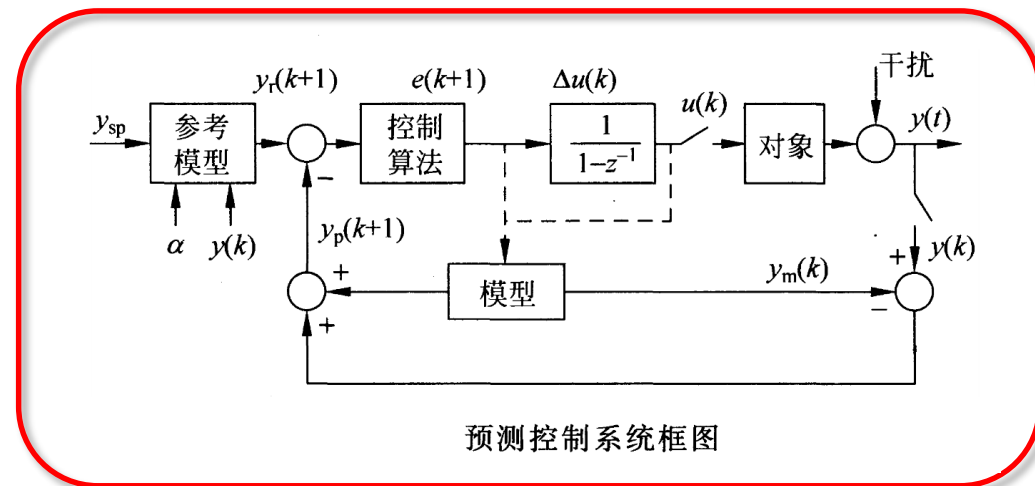 干扰
y_r(k+1)
e(k+1)
Δu(k)
u(k)
y(t)
y_sp
参考
模型
控制
算法
1
1−z^{-1}
对象
−
α
y(k)
y_p(k+1)
y(k)
+
+
模型
y_m(k)
+
−
预测控制系统框图